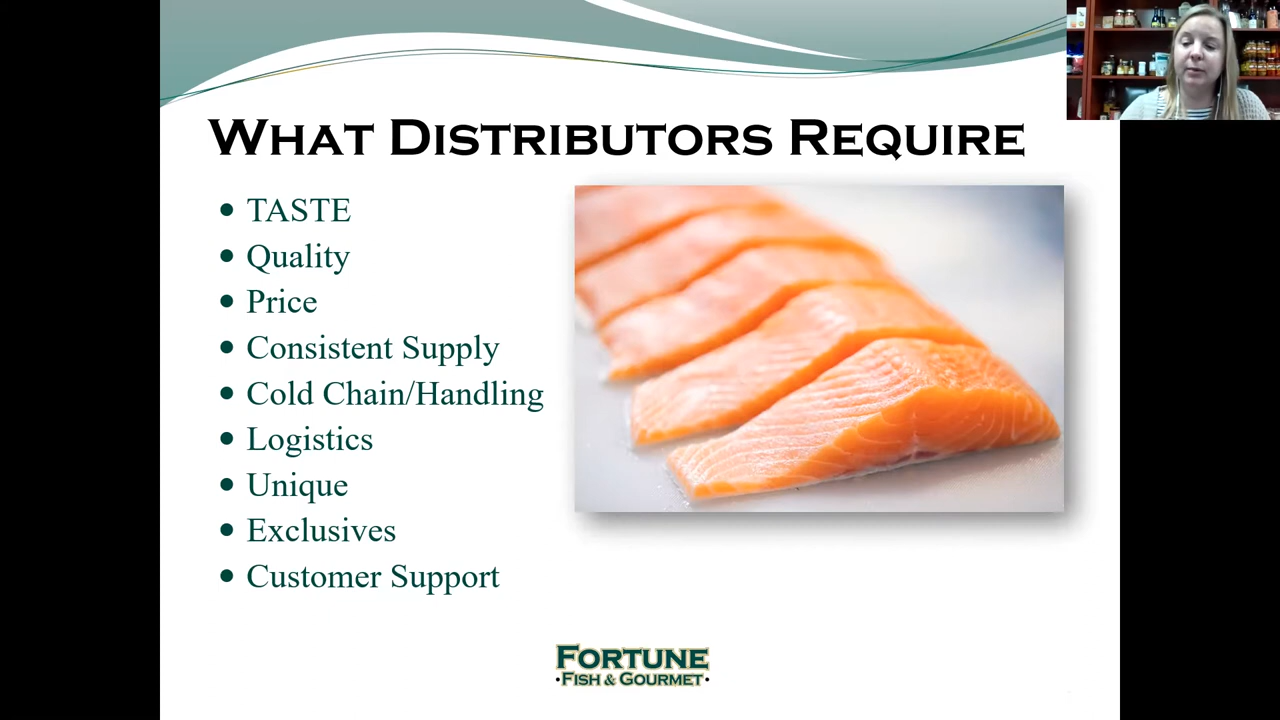 What Distributors Require
TASTE
Quality
Price
Consistent Supply
Cold Chain/Handling
Logistics
Unique
Exclusives
Customer Support
Fortune
·Fish & Gourmet·